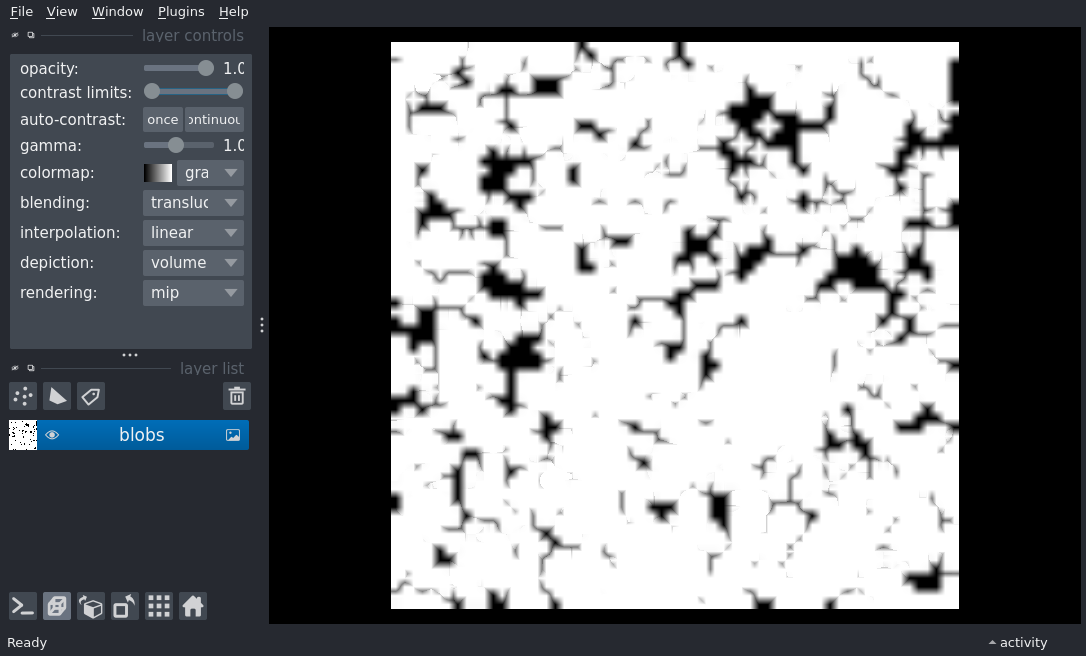 File View Window Plugins Help
layer controls
opacity: 1.0
contrast limits:
auto-contrast: once ontinuou
gamma: 1.0
colormap: gra
blending: transluc
interpolation: linear
depiction: volume
rendering: mip
layer list
blobs
Ready
activity